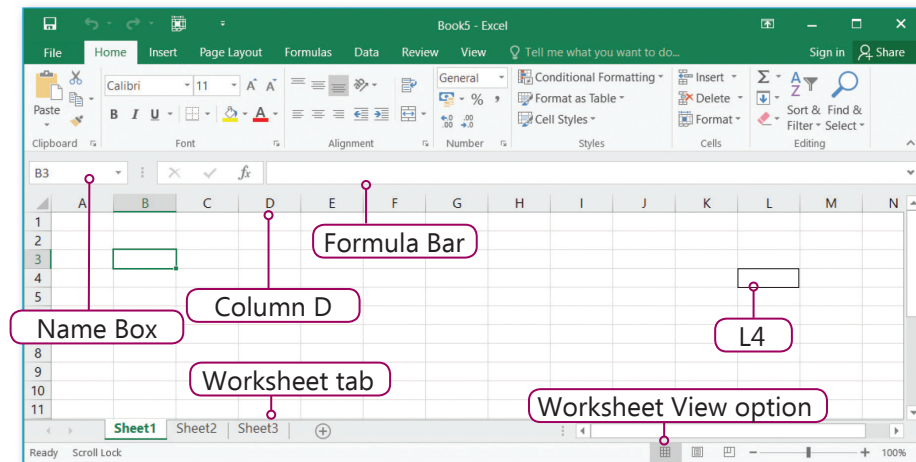 Book5 - Excel
File Home Insert Page Layout Formulas Data Review View Tell me what you want to do... Sign in Share
Calibri 11 A A General Conditional Formatting Insert Σ A Z
Paste B I U A % , Format as Table Delete Sort & Find &
.00 .0 .00 Cell Styles Format Filter Select
Clipboard Font Alignment Number Styles Cells Editing
B3 fx
A B C D E F G H I J K L M N
1
2
Formula Bar
3
4
5
Column D
Name Box
L4
8
9
Worksheet tab
10
11
Worksheet View option
Sheet1 Sheet2 Sheet3
Ready Scroll Lock 100%